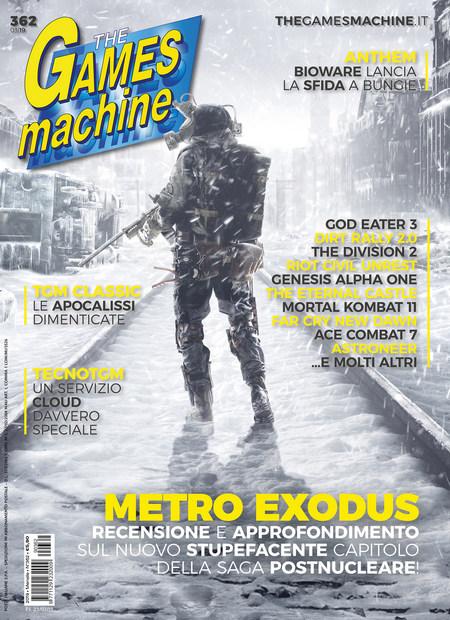 362
03/19
THE
GAMES
machine
THEGAMESMACHINE.IT
ANTHEM
BIOWARE LANCIA
LA SFIDA A BUNGIE
GOD EATER 3
DIRT RALLY 2.0
THE DIVISION 2
RIOT CIVIL UNREST
GENESIS ALPHA ONE
THE ETERNAL CASTLE
MORTAL KOMBAT 11
FAR CRY NEW DAWN
ACE COMBAT 7
ASTRONEER
...E MOLTI ALTRI
TGM CLASSIC
LE APOCALISSI
DIMENTICATE
TECNOTGM
UN SERVIZIO
CLOUD
DAVVERO
SPECIALE
METRO EXODUS
RECENSIONE E APPROFONDIMENTO
SUL NUOVO STUPEFACENTE CAPITOLO
DELLA SAGA POSTNUCLEARE!